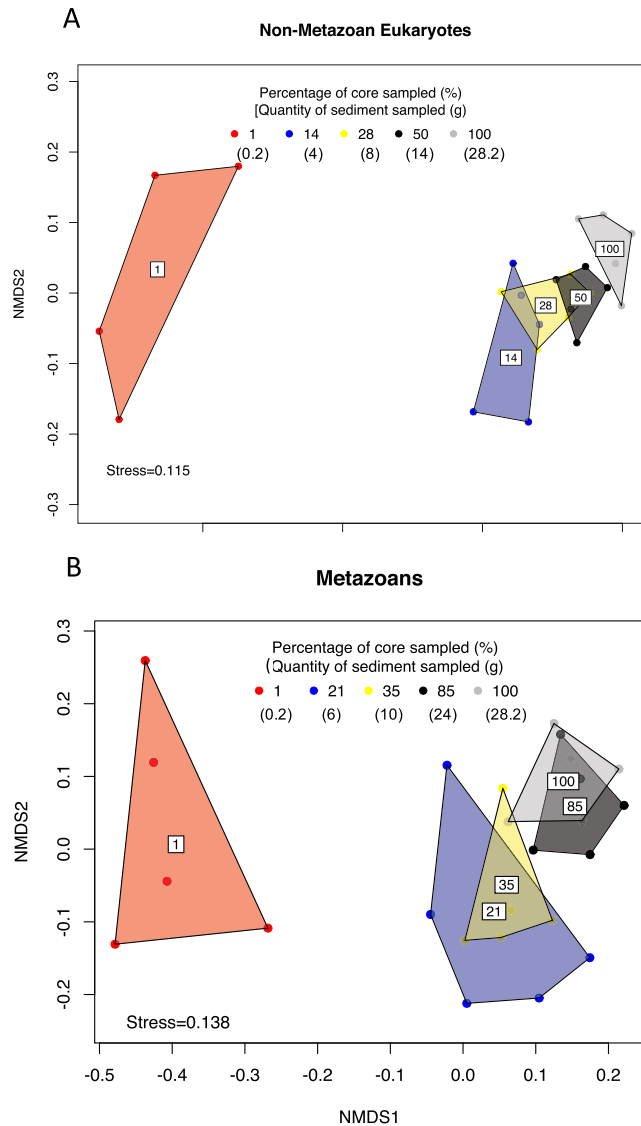 A
Non-Metazoan Eukaryotes
Percentage of core sampled (%)
[Quantity of sediment sampled (g)
1 14 28 50 100
(0.2) (4) (8) (14) (28.2)
0.3
0.2
0.1
0.0
-0.1
-0.2
-0.3
NMDS2
1
100
28
50
14
Stress=0.115
B
Metazoans
Percentage of core sampled (%)
(Quantity of sediment sampled (g)
1 21 35 85 100
(0.2) (6) (10) (24) (28.2)
0.3
0.2
0.1
0.0
-0.1
-0.2
NMDS2
100
85
1
35
21
Stress=0.138
-0.5 -0.4 -0.3 -0.2 -0.1 0.0 0.1 0.2
NMDS1